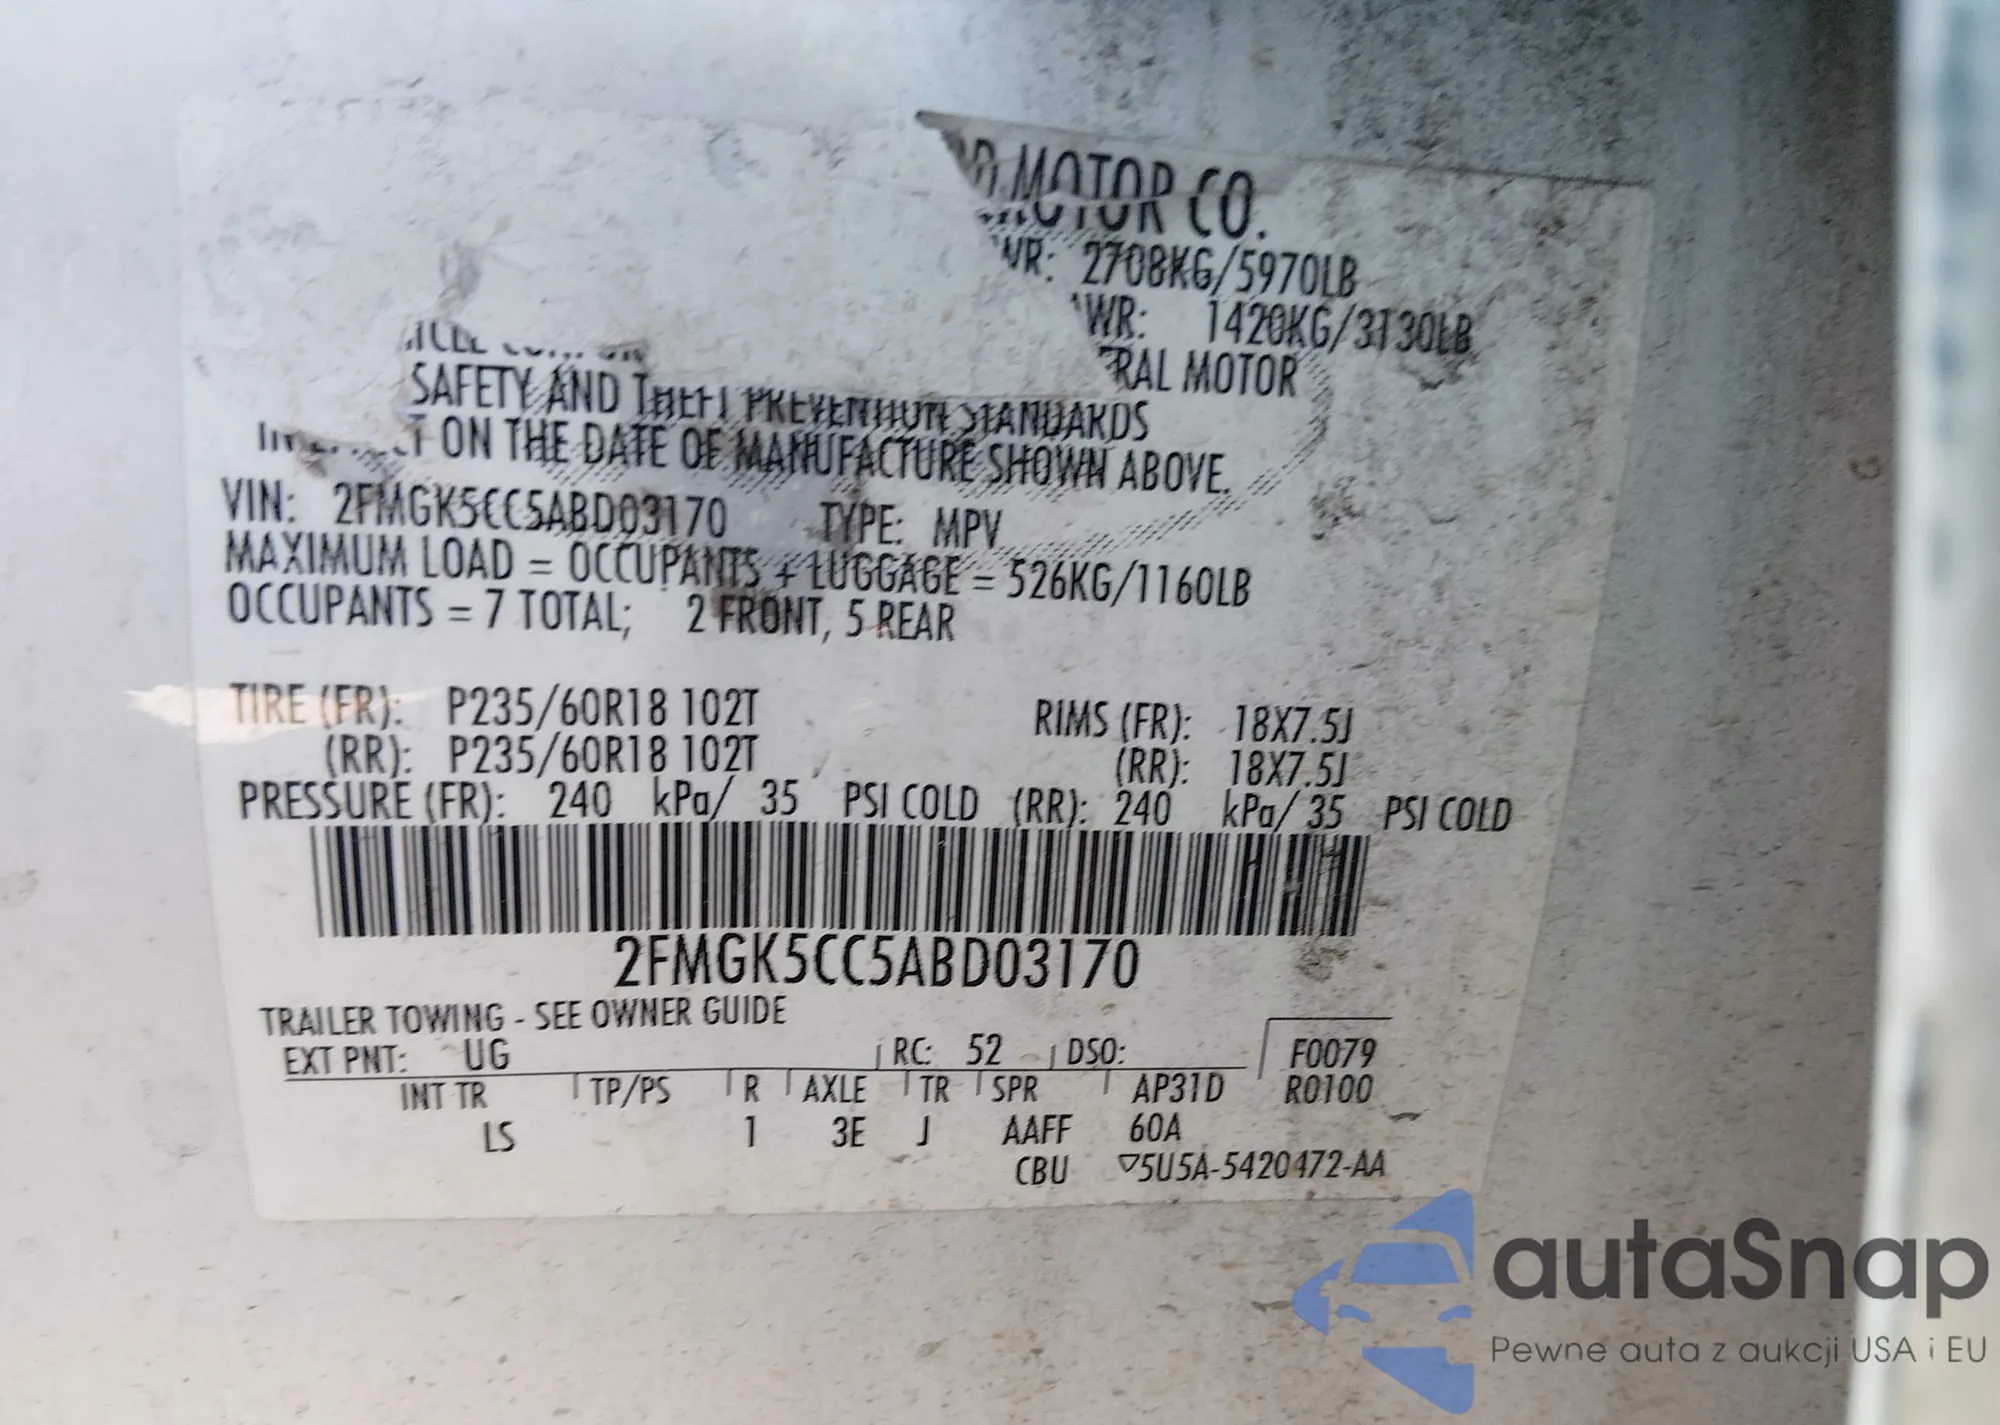 MOTOR CO.
2708KG/5970LB
1420KG/3130LB
MOTOR
SAFETY AND THEFT PREVENTION STANDARDS
ON THE DATE OF MANUFACTURE SHOWN ABOVE.
VIN: 2FMGK5CC5ABD03170 TYPE: MPV
MAXIMUM LOAD = OCCUPANTS + LUGGAGE = 526KG/1160LB
OCCUPANTS = 7 TOTAL; 2 FRONT, 5 REAR
TIRE (FR): P235/60R18 102T RIMS (FR): 18X7.5J
(RR): P235/60R18 102T (RR): 18X7.5J
PRESSURE (FR): 240 kPa/ 35 PSI COLD (RR): 240 kPa/ 35 PSI COLD
2FMGK5CC5ABD03170
TRAILER TOWING - SEE OWNER GUIDE
EXT PNT: UG RC: 52 DSO: F0079
INT TR TP/PS R AXLE TR SPR AP31D R0100
LS 1 3E J AAFF 60A
CBU ▽5U5A-5420472-AA
autaSnap
Pewne auta z aukcji USA i EU